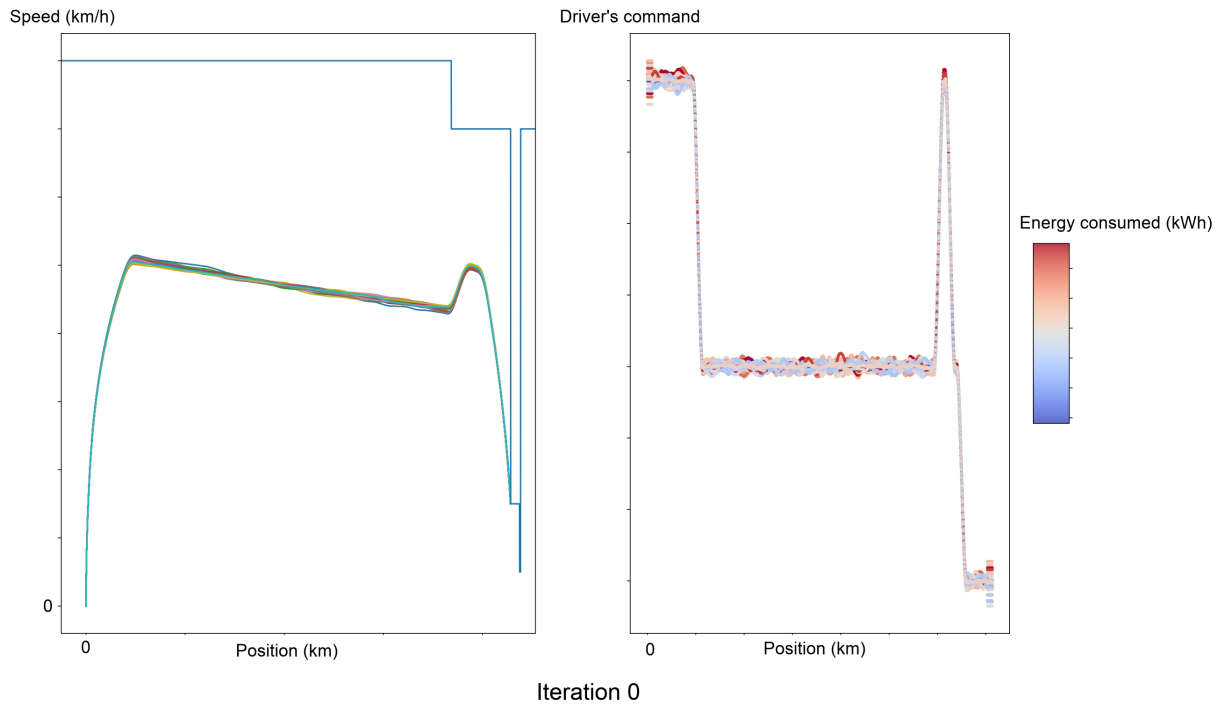 Speed (km/h)
Driver's command
Energy consumed (kWh)
0
0
Position (km)
0
Position (km)
Iteration 0